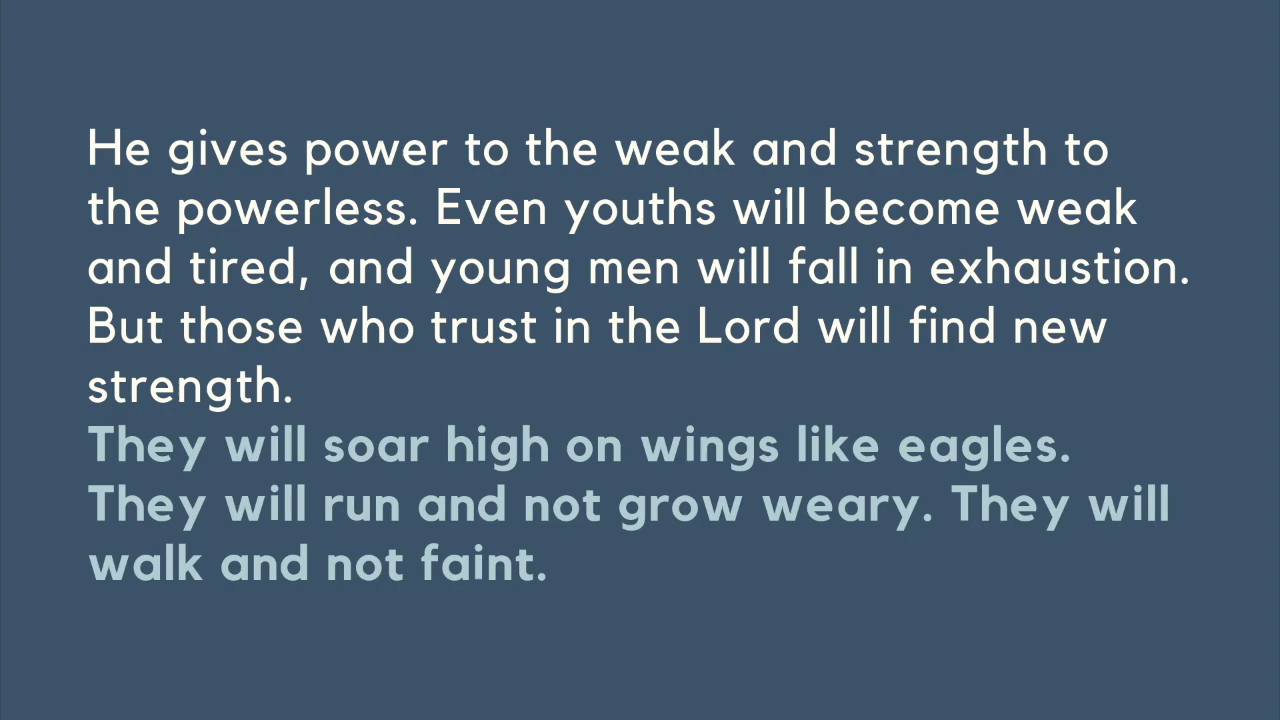 He gives power to the weak and strength to
the powerless. Even youths will become weak
and tired, and young men will fall in exhaustion.
But those who trust in the Lord will find new
strength.
They will soar high on wings like eagles.
They will run and not grow weary. They will
walk and not faint.